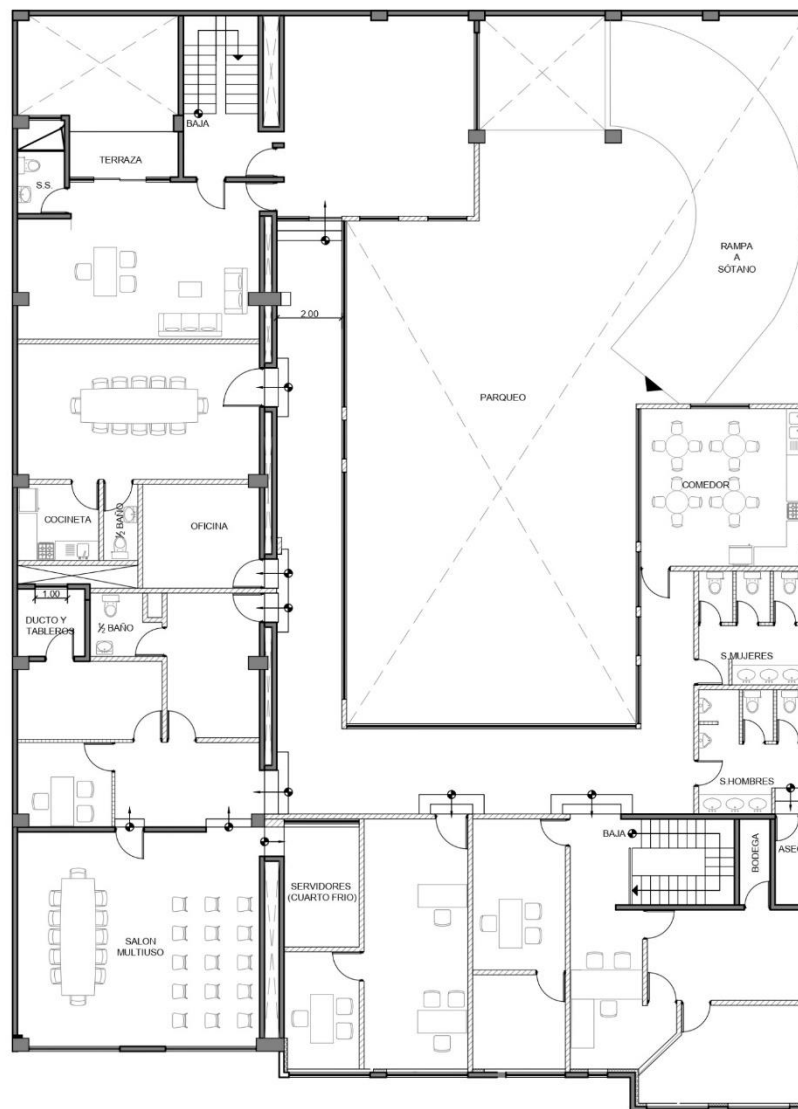 BAJA
TERRAZA
S.S.
RAMPA
A
SÓTANO
2.00
PARQUEO
COMEDOR
COCINETA
½ BAÑO
OFICINA
1.00
DUCTO Y
TABLEROS
½ BAÑO
S.MUJERES
S.HOMBRES
BAJA
BODEGA
SERVIDORES
(CUARTO FRIO)
SALON
MULTIUSO